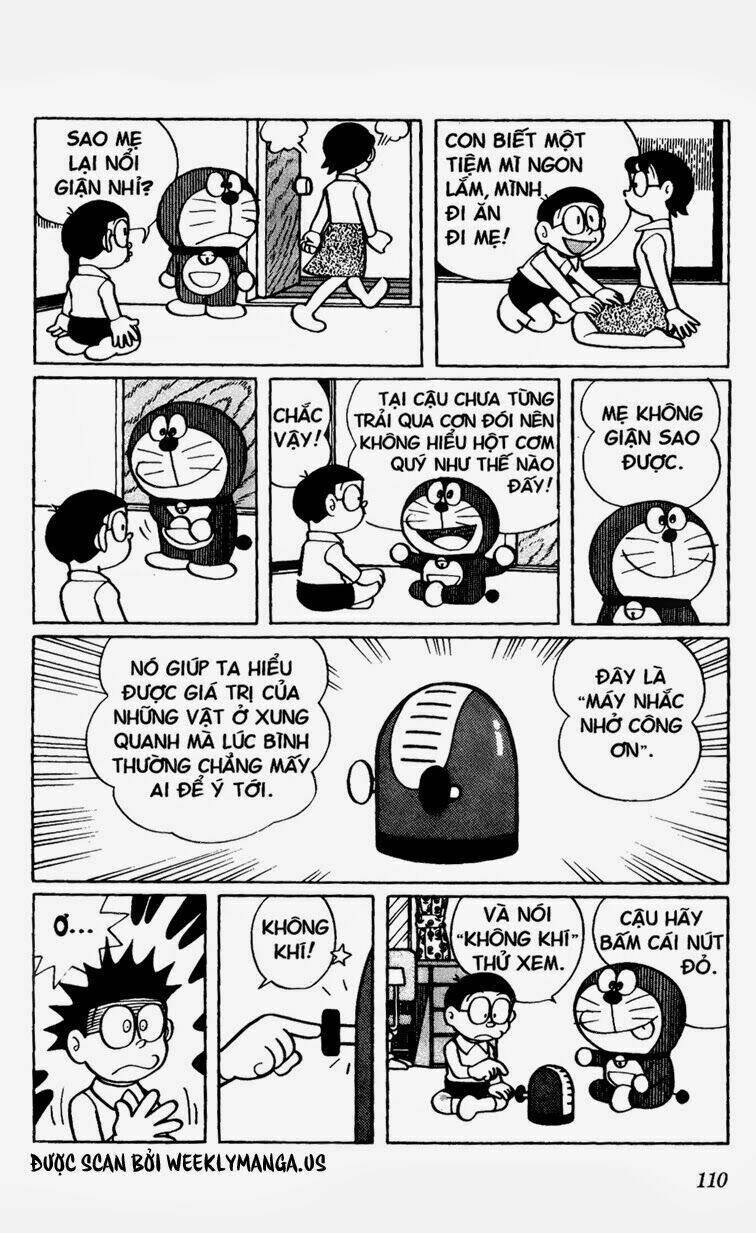 CON BIẾT MỘT
TIỆM MÌ NGON
LẮM, MÌNH
ĐI ĂN
ĐI MẸ!
SAO MẸ
LẠI NỔI
GIẬN NHỈ?
MẸ KHÔNG
GIẬN SAO
ĐƯỢC.
TẠI CẬU CHƯA TỪNG
TRẢI QUA CƠN ĐÓI NÊN
KHÔNG HIỂU HỘT CƠM
QUÝ NHƯ THẾ NÀO
ĐẤY!
CHẮC
VẬY!
ĐÂY LÀ
"MÁY NHẮC
NHỞ CÔNG
ƠN".
NÓ GIÚP TA HIỂU
ĐƯỢC GIÁ TRỊ CỦA
NHỮNG VẬT Ở XUNG
QUANH MÀ LÚC BÌNH
THƯỜNG CHẲNG MẤY
AI ĐỂ Ý TỚI.
CẬU HÃY
BẤM CÁI NÚT
ĐỎ.
VÀ NÓI
"KHÔNG KHÍ"
THỬ XEM.
KHÔNG
KHÍ!
Ơ...
ĐƯỢC SCAN BỞI WEEKLYMANGA.US
110